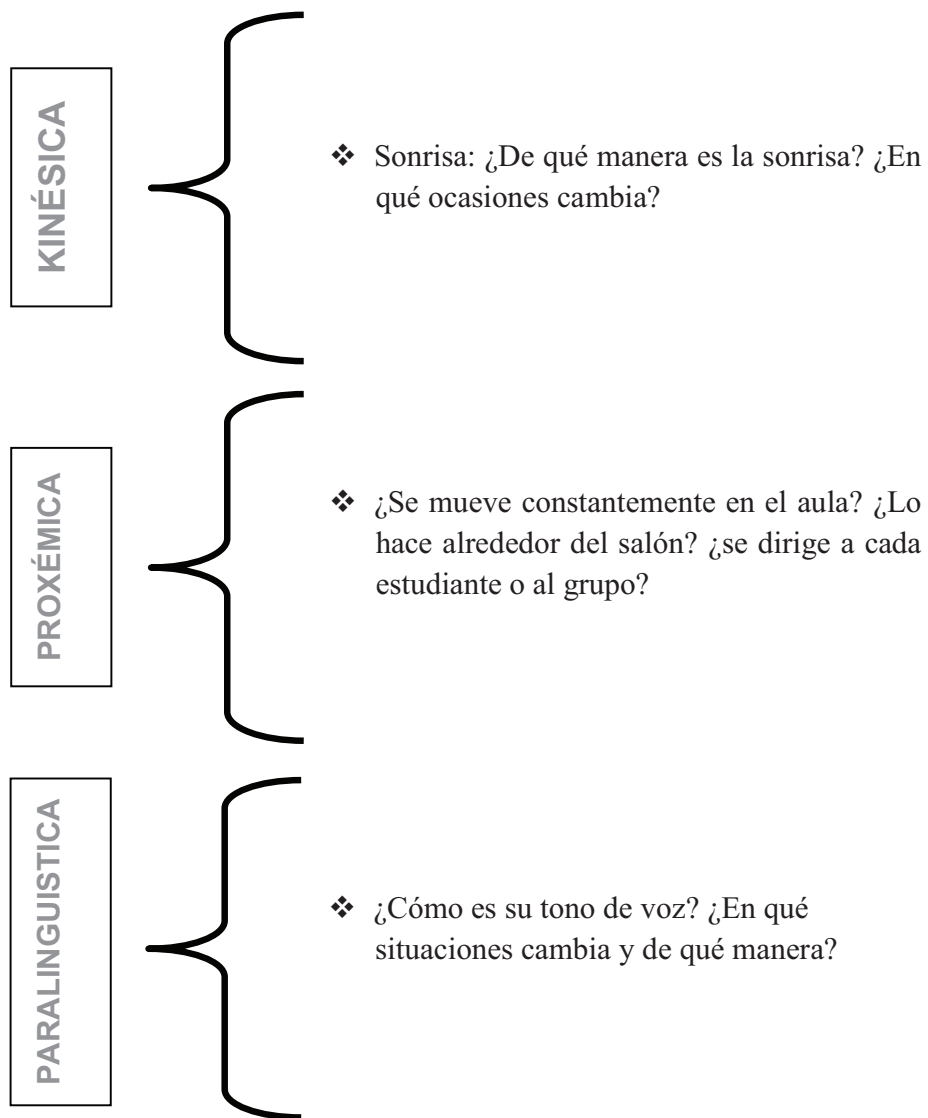 KINÉSICA
❖ Sonrisa: ¿De qué manera es la sonrisa? ¿En
qué ocasiones cambia?
PROXÉMICA
❖ ¿Se mueve constantemente en el aula? ¿Lo
hace alrededor del salón? ¿se dirige a cada
estudiante o al grupo?
PARALINGUISTICA
❖ ¿Cómo es su tono de voz? ¿En qué
situaciones cambia y de qué manera?